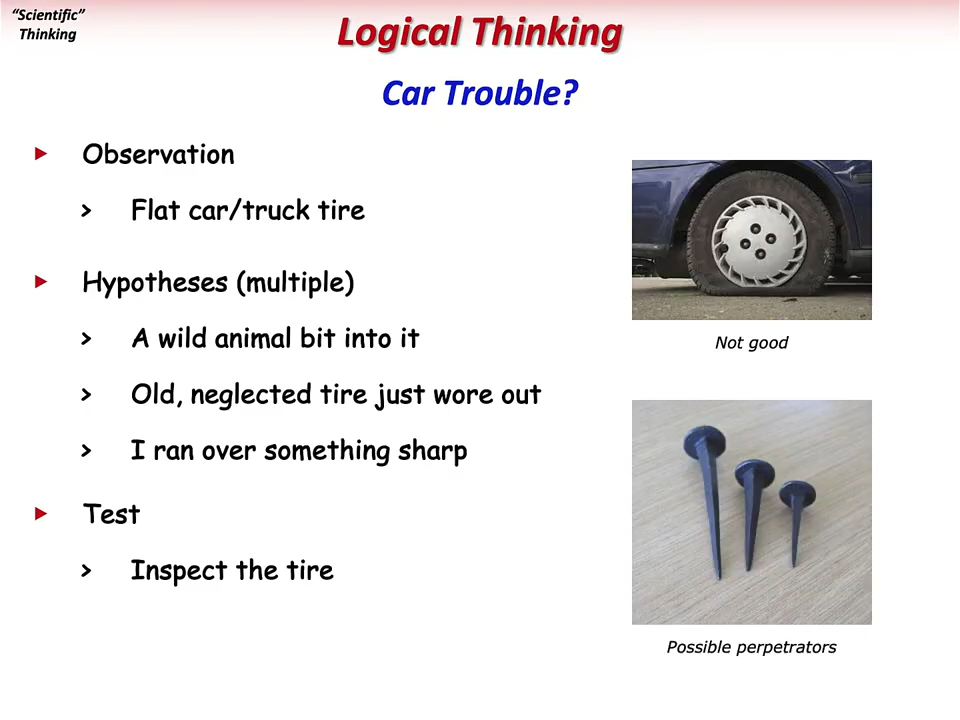 “Scientific”
Thinking
Logical Thinking
Car Trouble?
Observation
> Flat car/truck tire
Hypotheses (multiple)
> A wild animal bit into it
> Old, neglected tire just wore out
> I ran over something sharp
Test
> Inspect the tire
Not good
Possible perpetrators